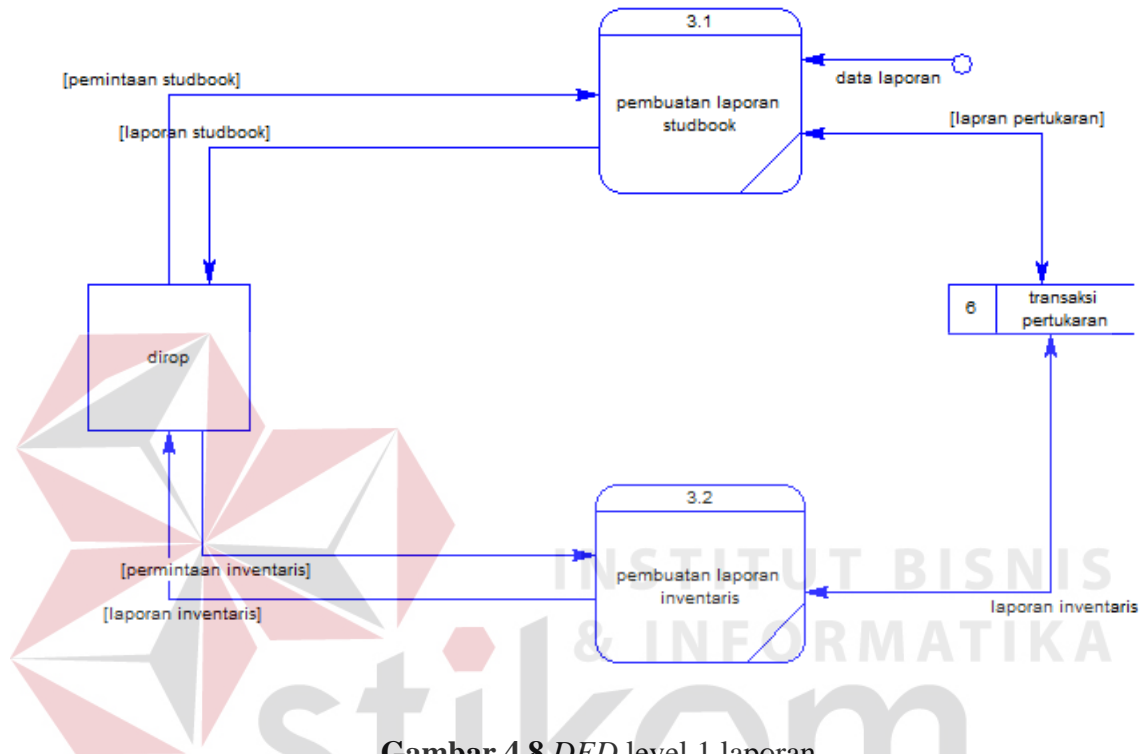 3.1
[pemintaan studbook]
data laporan
pembuatan laporan
studbook
[lapran pertukaran]
[laporan studbook]
6
transaksi
pertukaran
dirop
3.2
[permintaan inventaris]
pembuatan laporan
inventaris
[laporan inventaris]
laporan inventaris
INSTITUT BISNIS
& INFORMATIKA
stikom
Gambar 4.8 DFD level 1 laporan